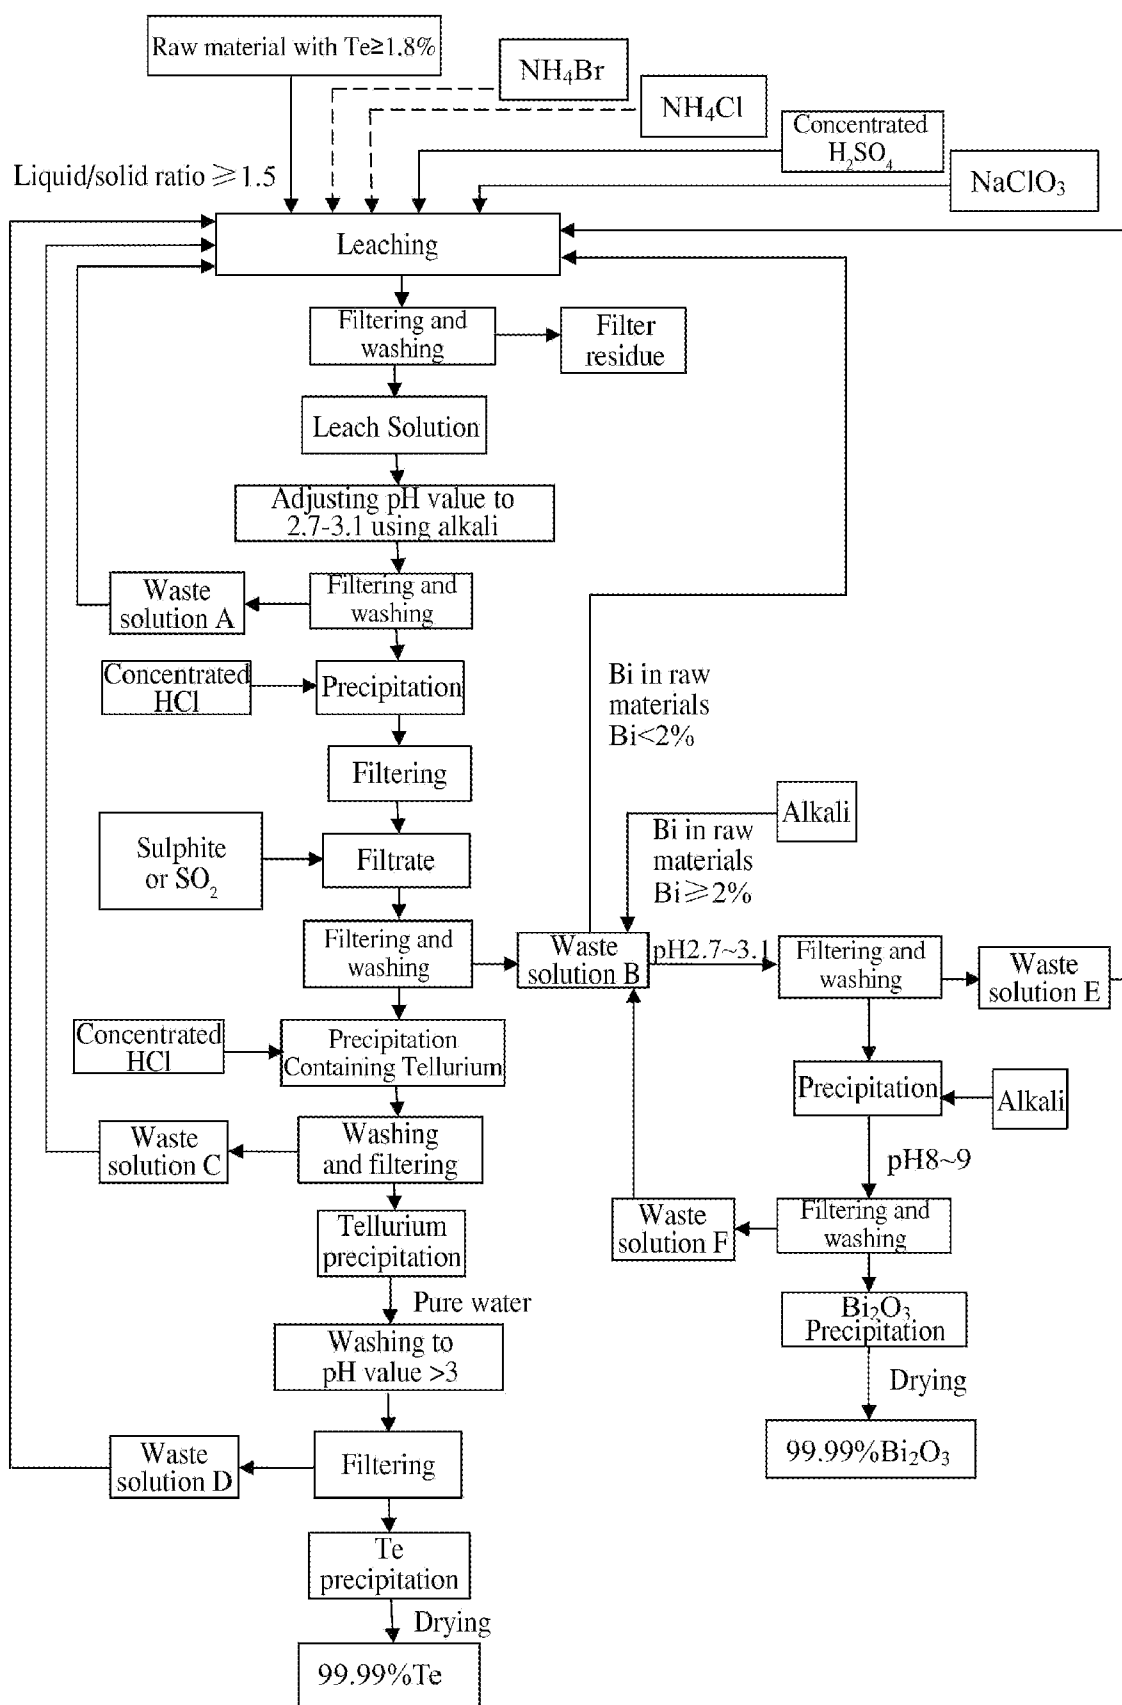 Raw material with Te≥1.8%
NH₄Br
NH₄Cl
Concentrated
H₂SO₄
NaClO₃
Liquid/solid ratio ⩾1.5
Leaching
Filtering and
washing
Filter
residue
Leach Solution
Adjusting pH value to
2.7-3.1 using alkali
Waste
solution A
Filtering and
washing
Concentrated
HCl
Precipitation
Bi in raw
materials
Bi<2%
Filtering
Alkali
Sulphite
or SO₂
Filtrate
Bi in raw
materials
Bi⩾2%
Filtering and
washing
Waste
solution B
pH2.7~3.1
Filtering and
washing
Waste
solution E
Concentrated
HCl
Precipitation
Containing Tellurium
Precipitation
Alkali
Waste
solution C
Washing
and filtering
pH8~9
Tellurium
precipitation
Waste
solution F
Filtering and
washing
Pure water
Bi₂O₃
Precipitation
Washing to
pH value >3
Drying
Waste
solution D
Filtering
99.99%Bi₂O₃
Te
precipitation
Drying
99.99%Te